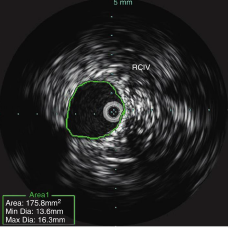 5 mm
RCIV
Area1
Area: 175.8mm²
Min Dia: 13.6mm
Max Dia: 16.3mm